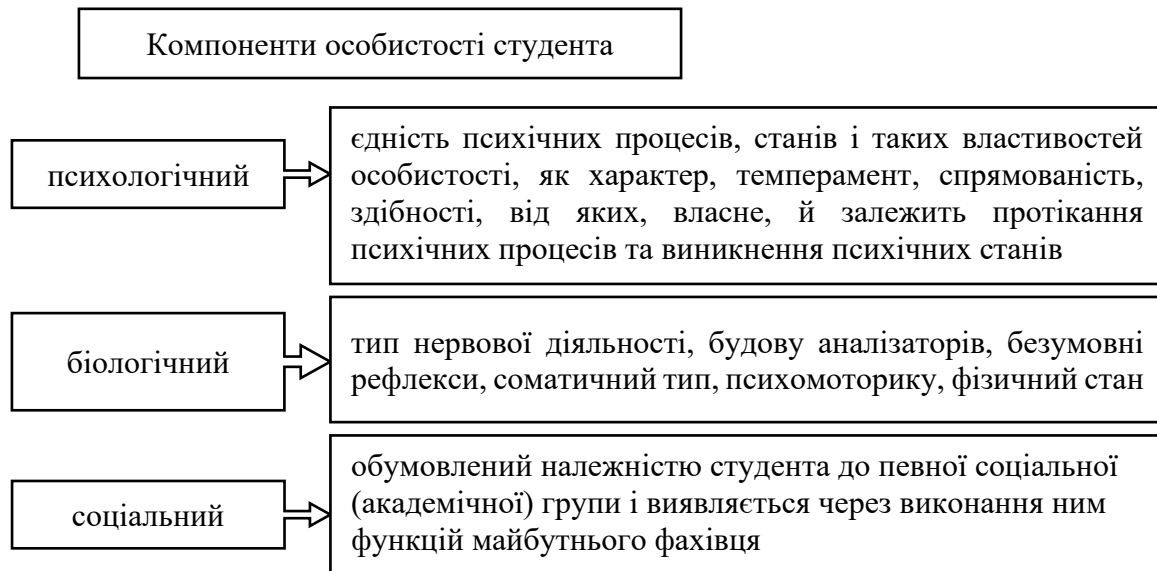 Компоненти особистості студента
психологічний
єдність психічних процесів, станів і таких властивостей
особистості, як характер, темперамент, спрямованість,
здібності, від яких, власне, й залежить протікання
психічних процесів та виникнення психічних станів
біологічний
тип нервової діяльності, будову аналізаторів, безумовні
рефлекси, соматичний тип, психомоторику, фізичний стан
соціальний
обумовлений належністю студента до певної соціальної
(академічної) групи і виявляється через виконання ним
функцій майбутнього фахівця